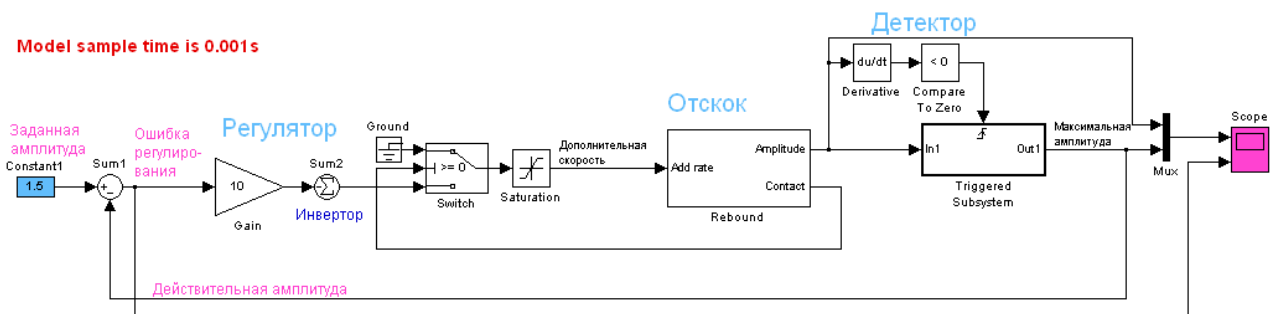 Детектор
Model sample time is 0.001s
du/dt
< 0
Derivative
Compare
To Zero
Отскок
Заданная
амплитуда
Constant1
1.5
Sum1
Ошибка
регулиро-
вания
Регулятор
10
Gain
Sum2
Инвертор
Ground
>= 0
Switch
Saturation
Дополнительная
скорость
Add rate
Amplitude
Contact
Rebound
In1
Out1
Triggered
Subsystem
Максимальная
амплитуда
Mux
Scope
Действительная амплитуда